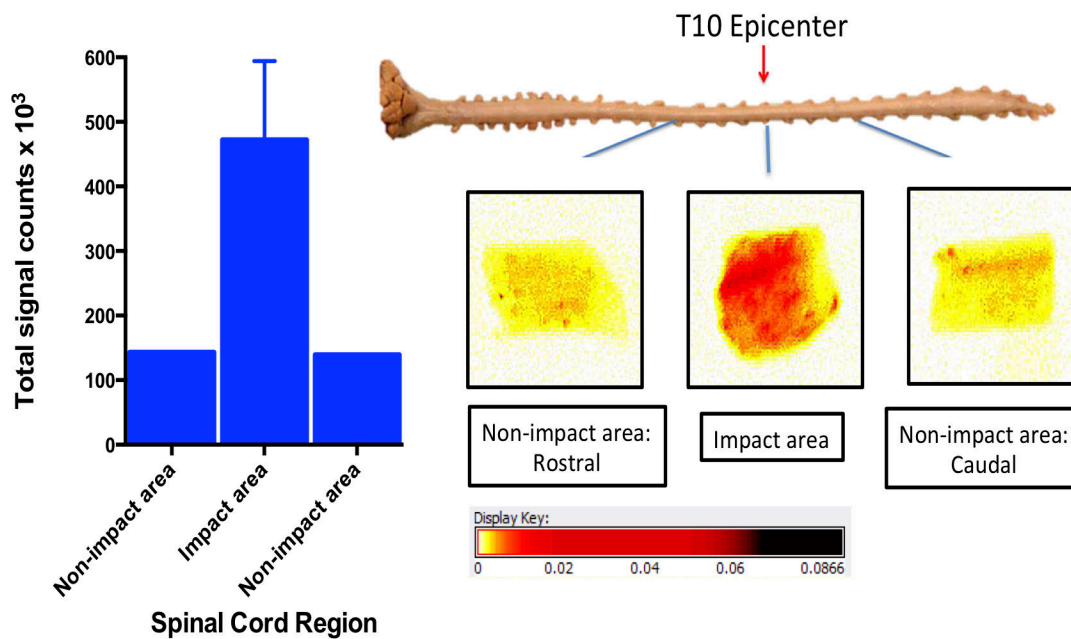 T10 Epicenter
Total signal counts x 10³
600
500
400
300
200
100
0
Non-impact area
Impact area
Non-impact area
Spinal Cord Region
Non-impact area:
Rostral
Impact area
Non-impact area:
Caudal
Display Key:
0 0.02 0.04 0.06 0.0866